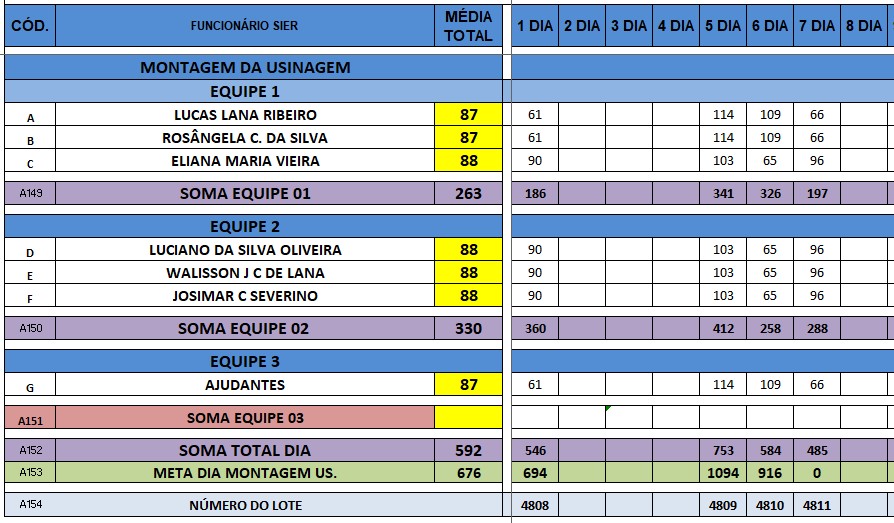 CÓD. FUNCIONÁRIO SIER MÉDIA TOTAL 1 DIA 2 DIA 3 DIA 4 DIA 5 DIA 6 DIA 7 DIA 8 DIA
MONTAGEM DA USINAGEM
EQUIPE 1
A LUCAS LANA RIBEIRO 87 61 114 109 66
B ROSÂNGELA C. DA SILVA 87 61 114 109 66
C ELIANA MARIA VIEIRA 88 90 103 65 96
A149 SOMA EQUIPE 01 263 186 341 326 197
EQUIPE 2
D LUCIANO DA SILVA OLIVEIRA 88 90 103 65 96
E WALISSON J C DE LANA 88 90 103 65 96
F JOSIMAR C SEVERINO 88 90 103 65 96
A150 SOMA EQUIPE 02 330 360 412 258 288
EQUIPE 3
G AJUDANTES 87 61 114 109 66
A151 SOMA EQUIPE 03
A152 SOMA TOTAL DIA 592 546 753 584 485
A153 META DIA MONTAGEM US. 676 694 1094 916 0
A154 NÚMERO DO LOTE 4808 4809 4810 4811